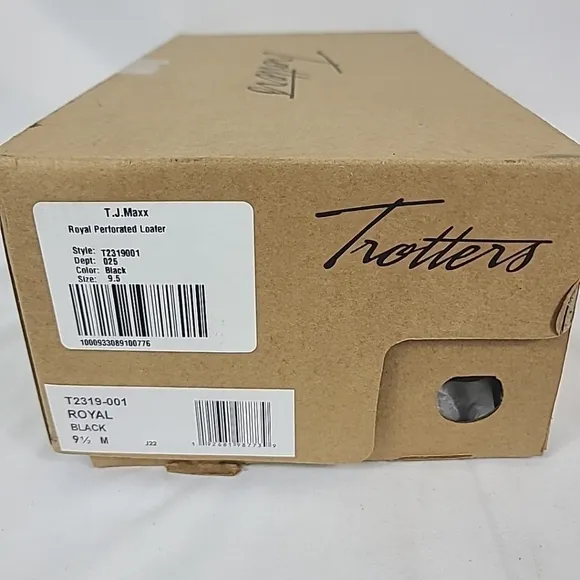 Trotters
T.J.Maxx
Royal Perforated Loafer
Style: T2319001
Dept: 025
Color: Black
Size: 9.5
1000933089100776
Trotters
T2319-001
ROYAL
BLACK
9½ M
J22